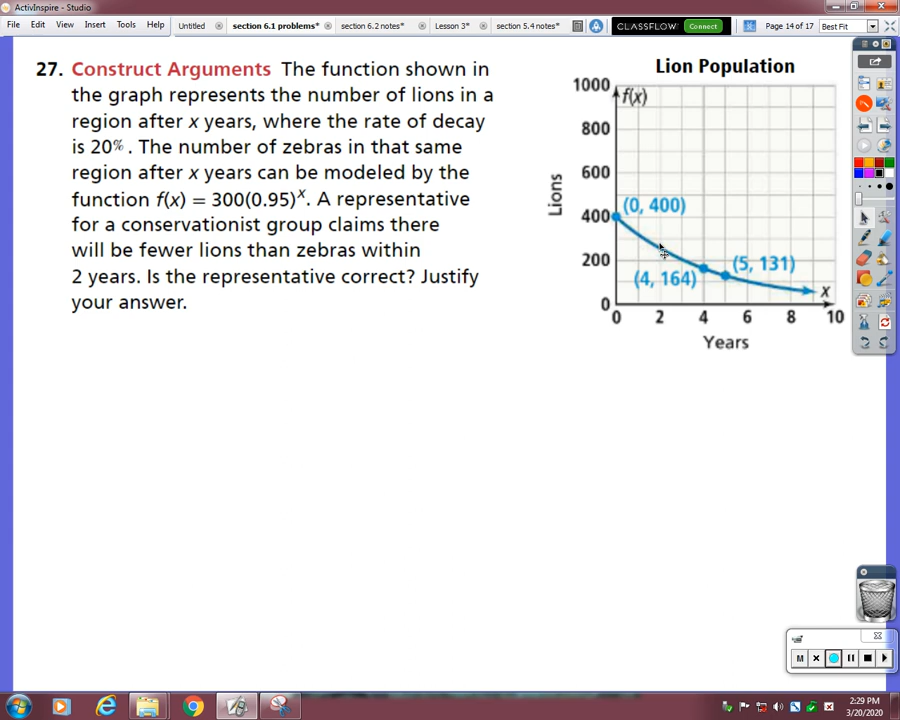 ActivInspire - Studio
File Edit View Insert Tools Help Untitled section 6.1 problems* section 6.2 notes* Lesson 3* section 5.4 notes* CLASSFLOW Connect Page 14 of 17 Best Fit
27. Construct Arguments The function shown in
the graph represents the number of lions in a
region after x years, where the rate of decay
is 20%. The number of zebras in that same
region after x years can be modeled by the
function f(x) = 300(0.95)^x. A representative
for a conservationist group claims there
will be fewer lions than zebras within
2 years. Is the representative correct? Justify
your answer.
Lion Population
1000
f(x)
800
600
Lions
400
(0, 400)
200
(4, 164)
(5, 131)
0
x
0 2 4 6 8 10
Years
M
2:29 PM
3/20/2020